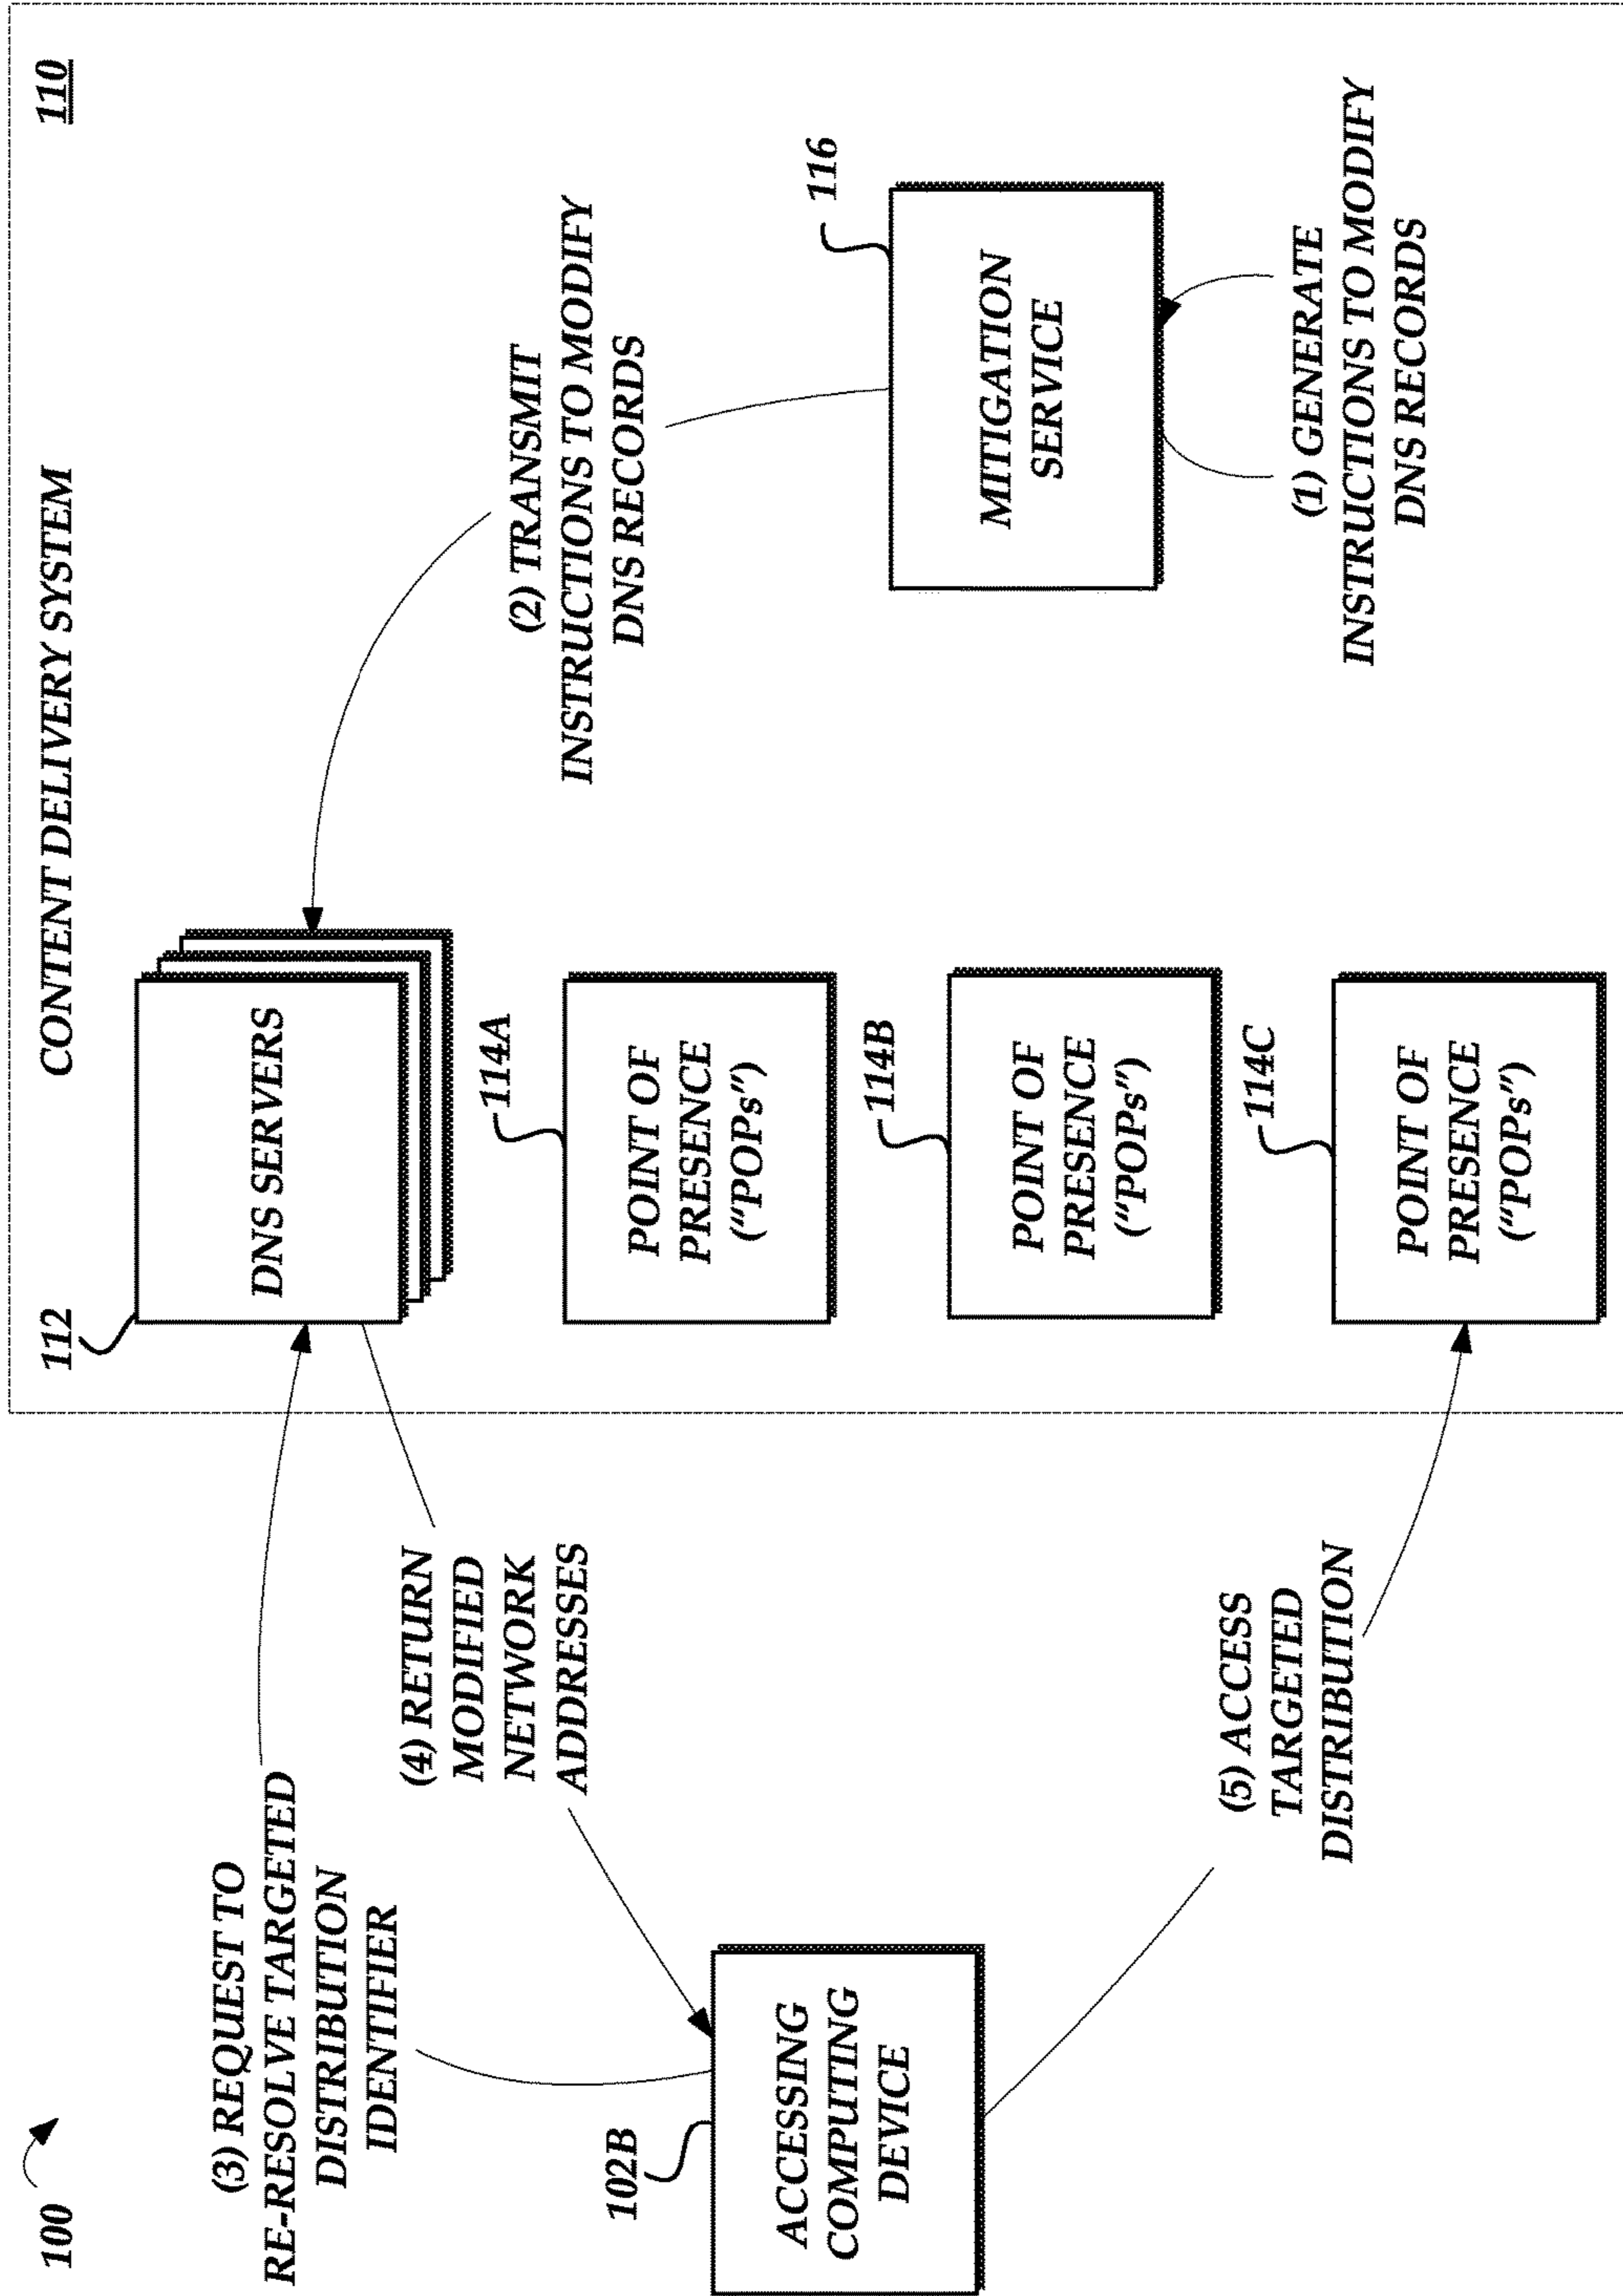 100
CONTENT DELIVERY SYSTEM
110
112
DNS SERVERS
(3) REQUEST TO
RE-RESOLVE TARGETED
DISTRIBUTION
IDENTIFIER
(4) RETURN
MODIFIED
NETWORK
ADDRESSES
(2) TRANSMIT
INSTRUCTIONS TO MODIFY
DNS RECORDS
114A
POINT OF
PRESENCE
("POPs")
102B
ACCESSING
COMPUTING
DEVICE
114B
POINT OF
PRESENCE
("POPs")
116
MITIGATION
SERVICE
(5) ACCESS
TARGETED
DISTRIBUTION
114C
POINT OF
PRESENCE
("POPs")
(1) GENERATE
INSTRUCTIONS TO MODIFY
DNS RECORDS